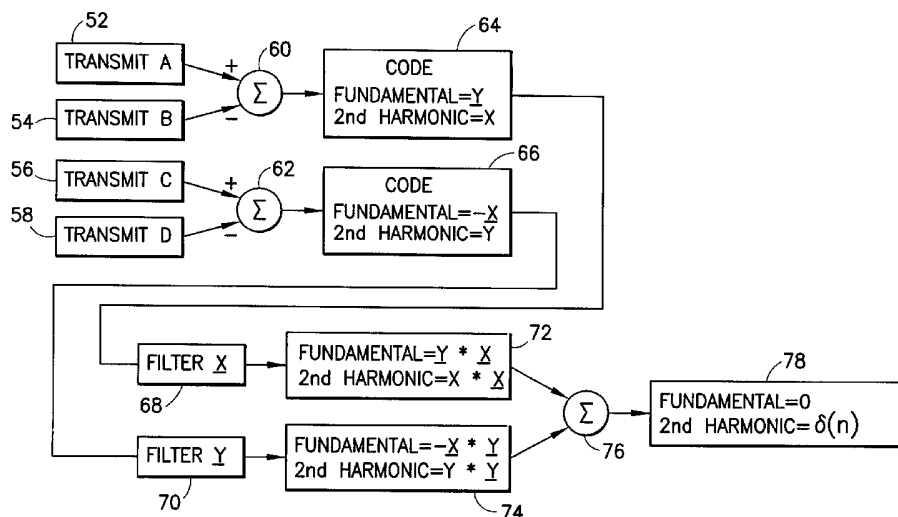 52
TRANSMIT A
54
TRANSMIT B
56
TRANSMIT C
58
TRANSMIT D
+
60
Σ
−
+
62
Σ
−
64
CODE
FUNDAMENTAL=Y
2nd HARMONIC=X
66
CODE
FUNDAMENTAL=-X
2nd HARMONIC=Y
FILTER X
68
72
FUNDAMENTAL=Y * X
2nd HARMONIC=X * X
FILTER Y
70
FUNDAMENTAL=-X * Y
2nd HARMONIC=Y * Y
74
Σ
76
78
FUNDAMENTAL=0
2nd HARMONIC=δ(n)